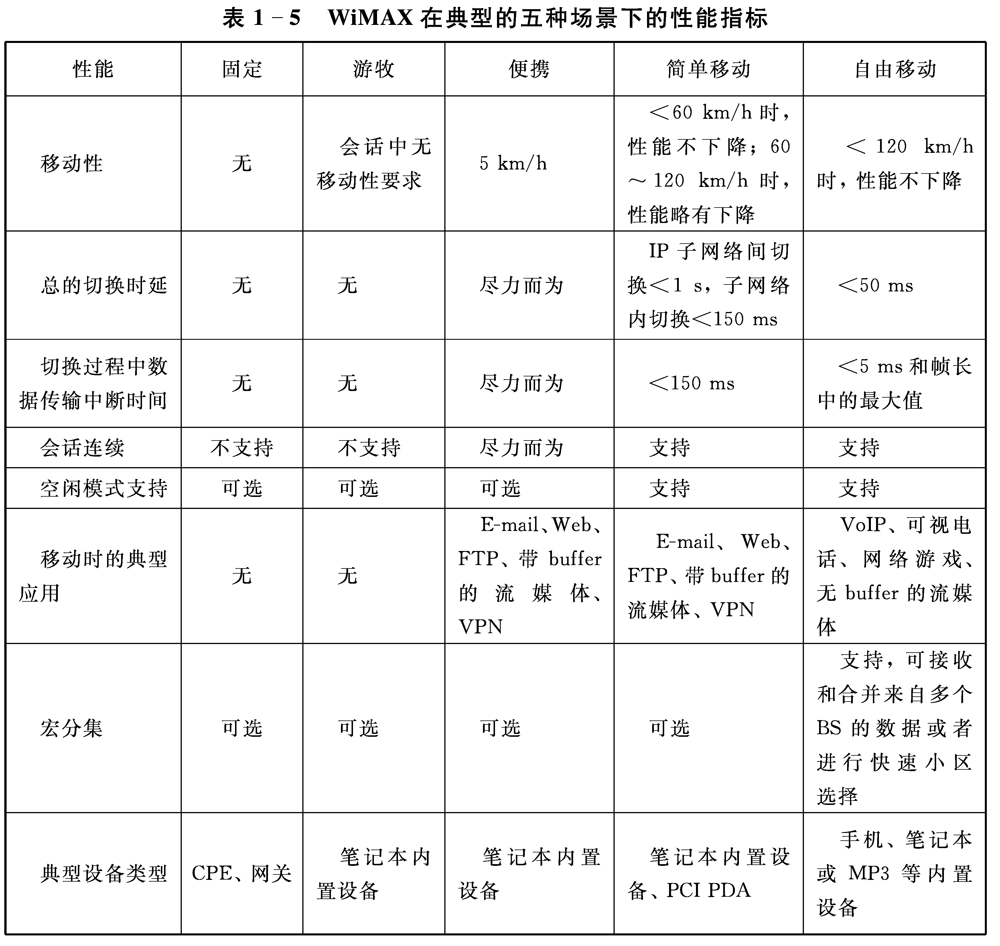 表 1-5 WiMAX 在典型的五种场景下的性能指标
性能
固定
游牧
便携
简单移动
自由移动
移动性
无
会话中无
移动性要求
5 km/h
＜60 km/h 时，
性能不下降；60
～120 km/h 时，
性能略有下降
＜120 km/h
时，性能不下降
总的切换时延
无
无
尽力而为
IP 子网络间切
换＜1 s，子网络
内切换＜150 ms
＜50 ms
切换过程中数
据传输中断时间
无
无
尽力而为
＜150 ms
＜5 ms 和帧长
中的最大值
会话连续
不支持
不支持
尽力而为
支持
支持
空闲模式支持
可选
可选
可选
支持
支持
移动时的典型
应用
无
无
E-mail、Web、
FTP、带 buffer
的流媒体、
VPN
E-mail、Web、
FTP、带 buffer 的
流媒体、VPN
VoIP、可视电
话、网络游戏、
无 buffer 的流媒
体
宏分集
可选
可选
可选
可选
支持，可接收
和合并来自多个
BS 的数据或者
进行快速小区
选择
典型设备类型
CPE、网关
笔记本内
置设备
笔记本内置
设备
笔记本内置设
备、PCI PDA
手机、笔记本
或 MP3 等内置
设备